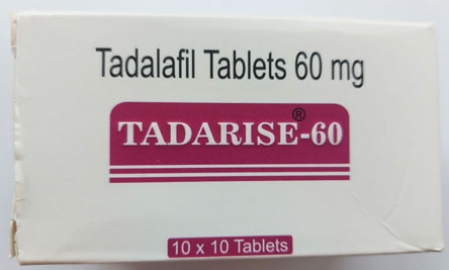 Tadalafil Tablets 60 mg
TADARISE®-60
10 x 10 Tablets